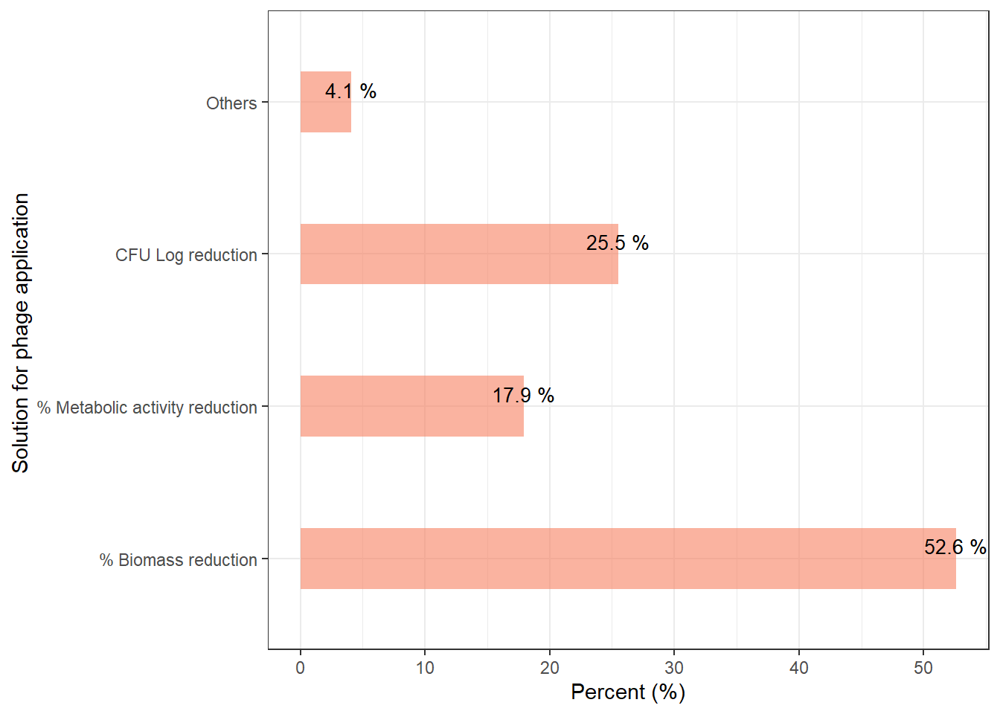 Solution for phage application
Others
4.1 %
CFU Log reduction
25.5 %
% Metabolic activity reduction
17.9 %
% Biomass reduction
52.6 %
0 10 20 30 40 50
Percent (%)